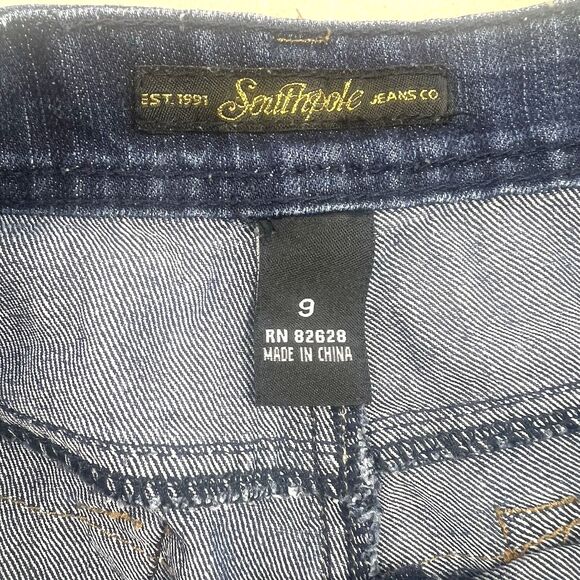 EST. 1991 Southpole JEANS CO
9
RN 82628
MADE IN CHINA